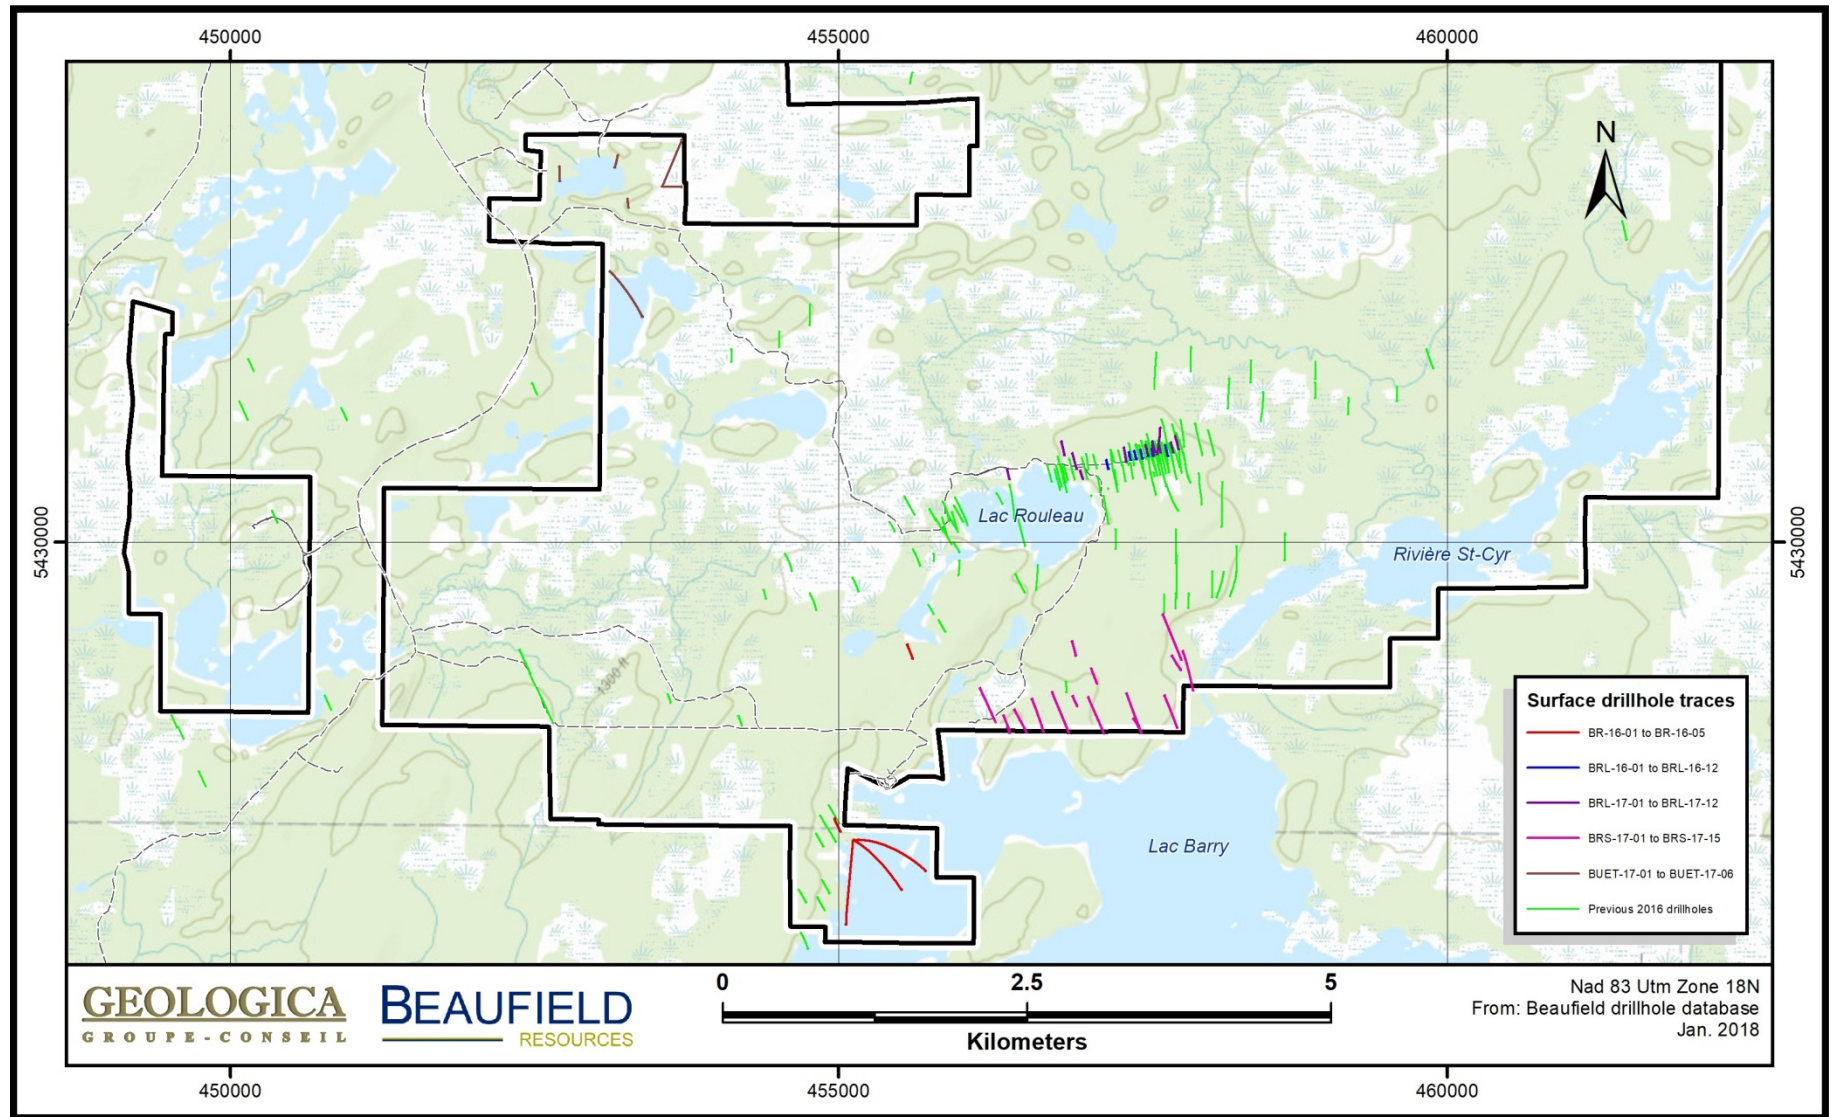 450000
455000
460000
N
5430000
5430000
Lac Rouleau
Rivière St-Cyr
1300 ft
Lac Barry
Surface drillhole traces
BR-16-01 to BR-16-05
BRL-16-01 to BRL-16-12
BRL-17-01 to BRL-17-12
BRS-17-01 to BRS-17-15
BUET-17-01 to BUET-17-06
Previous 2016 drillholes
GEOLOGICA
GROUPE-CONSEIL
BEAUFIELD
RESOURCES
0
2.5
5
Kilometers
Nad 83 Utm Zone 18N
From: Beaufield drillhole database
Jan. 2018
450000
455000
460000